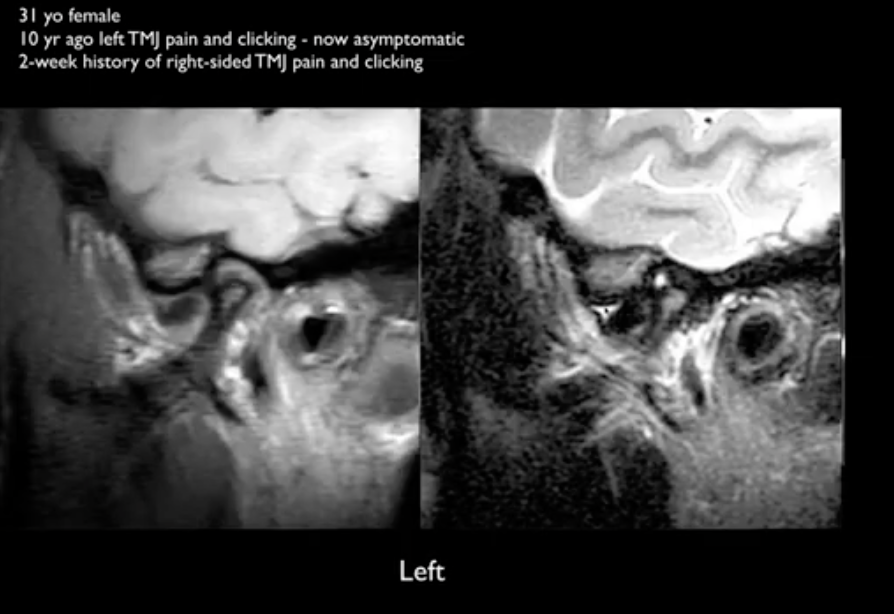 31 yo female
10 yr ago left TMJ pain and clicking - now asymptomatic
2-week history of right-sided TMJ pain and clicking
Left